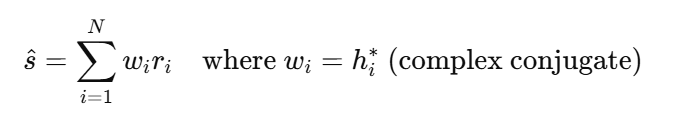 ŝ = ∑_{i=1}^{N} w_i r_i where w_i = h_i^* (complex conjugate)